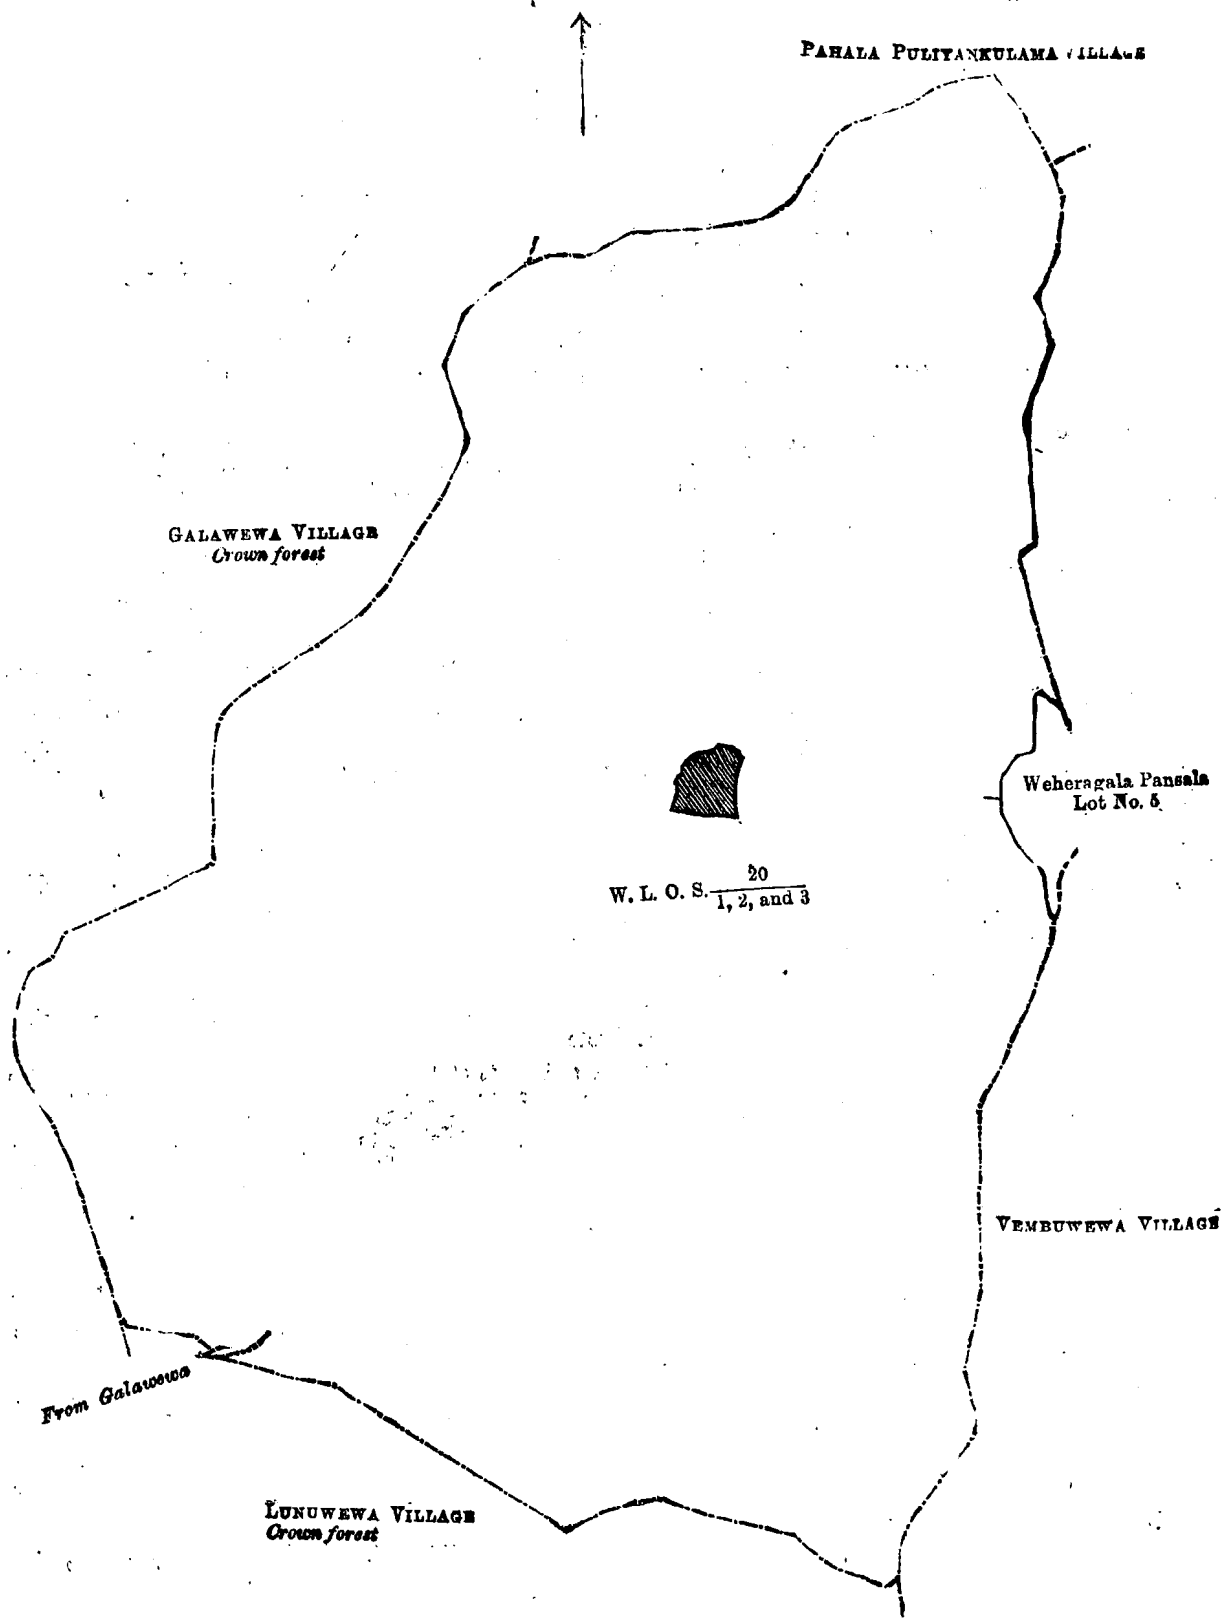 PAHALA PULIYANKULAMA VILLAGE
GALAWEWA VILLAGE
Crown forest
Weheragala Pansala
Lot No. 5
W. L. O. S. 20
1, 2, and 3
VEMBUWEWA VILLAGE
From Galawewa
LUNUWEWA VILLAGE
Crown forest